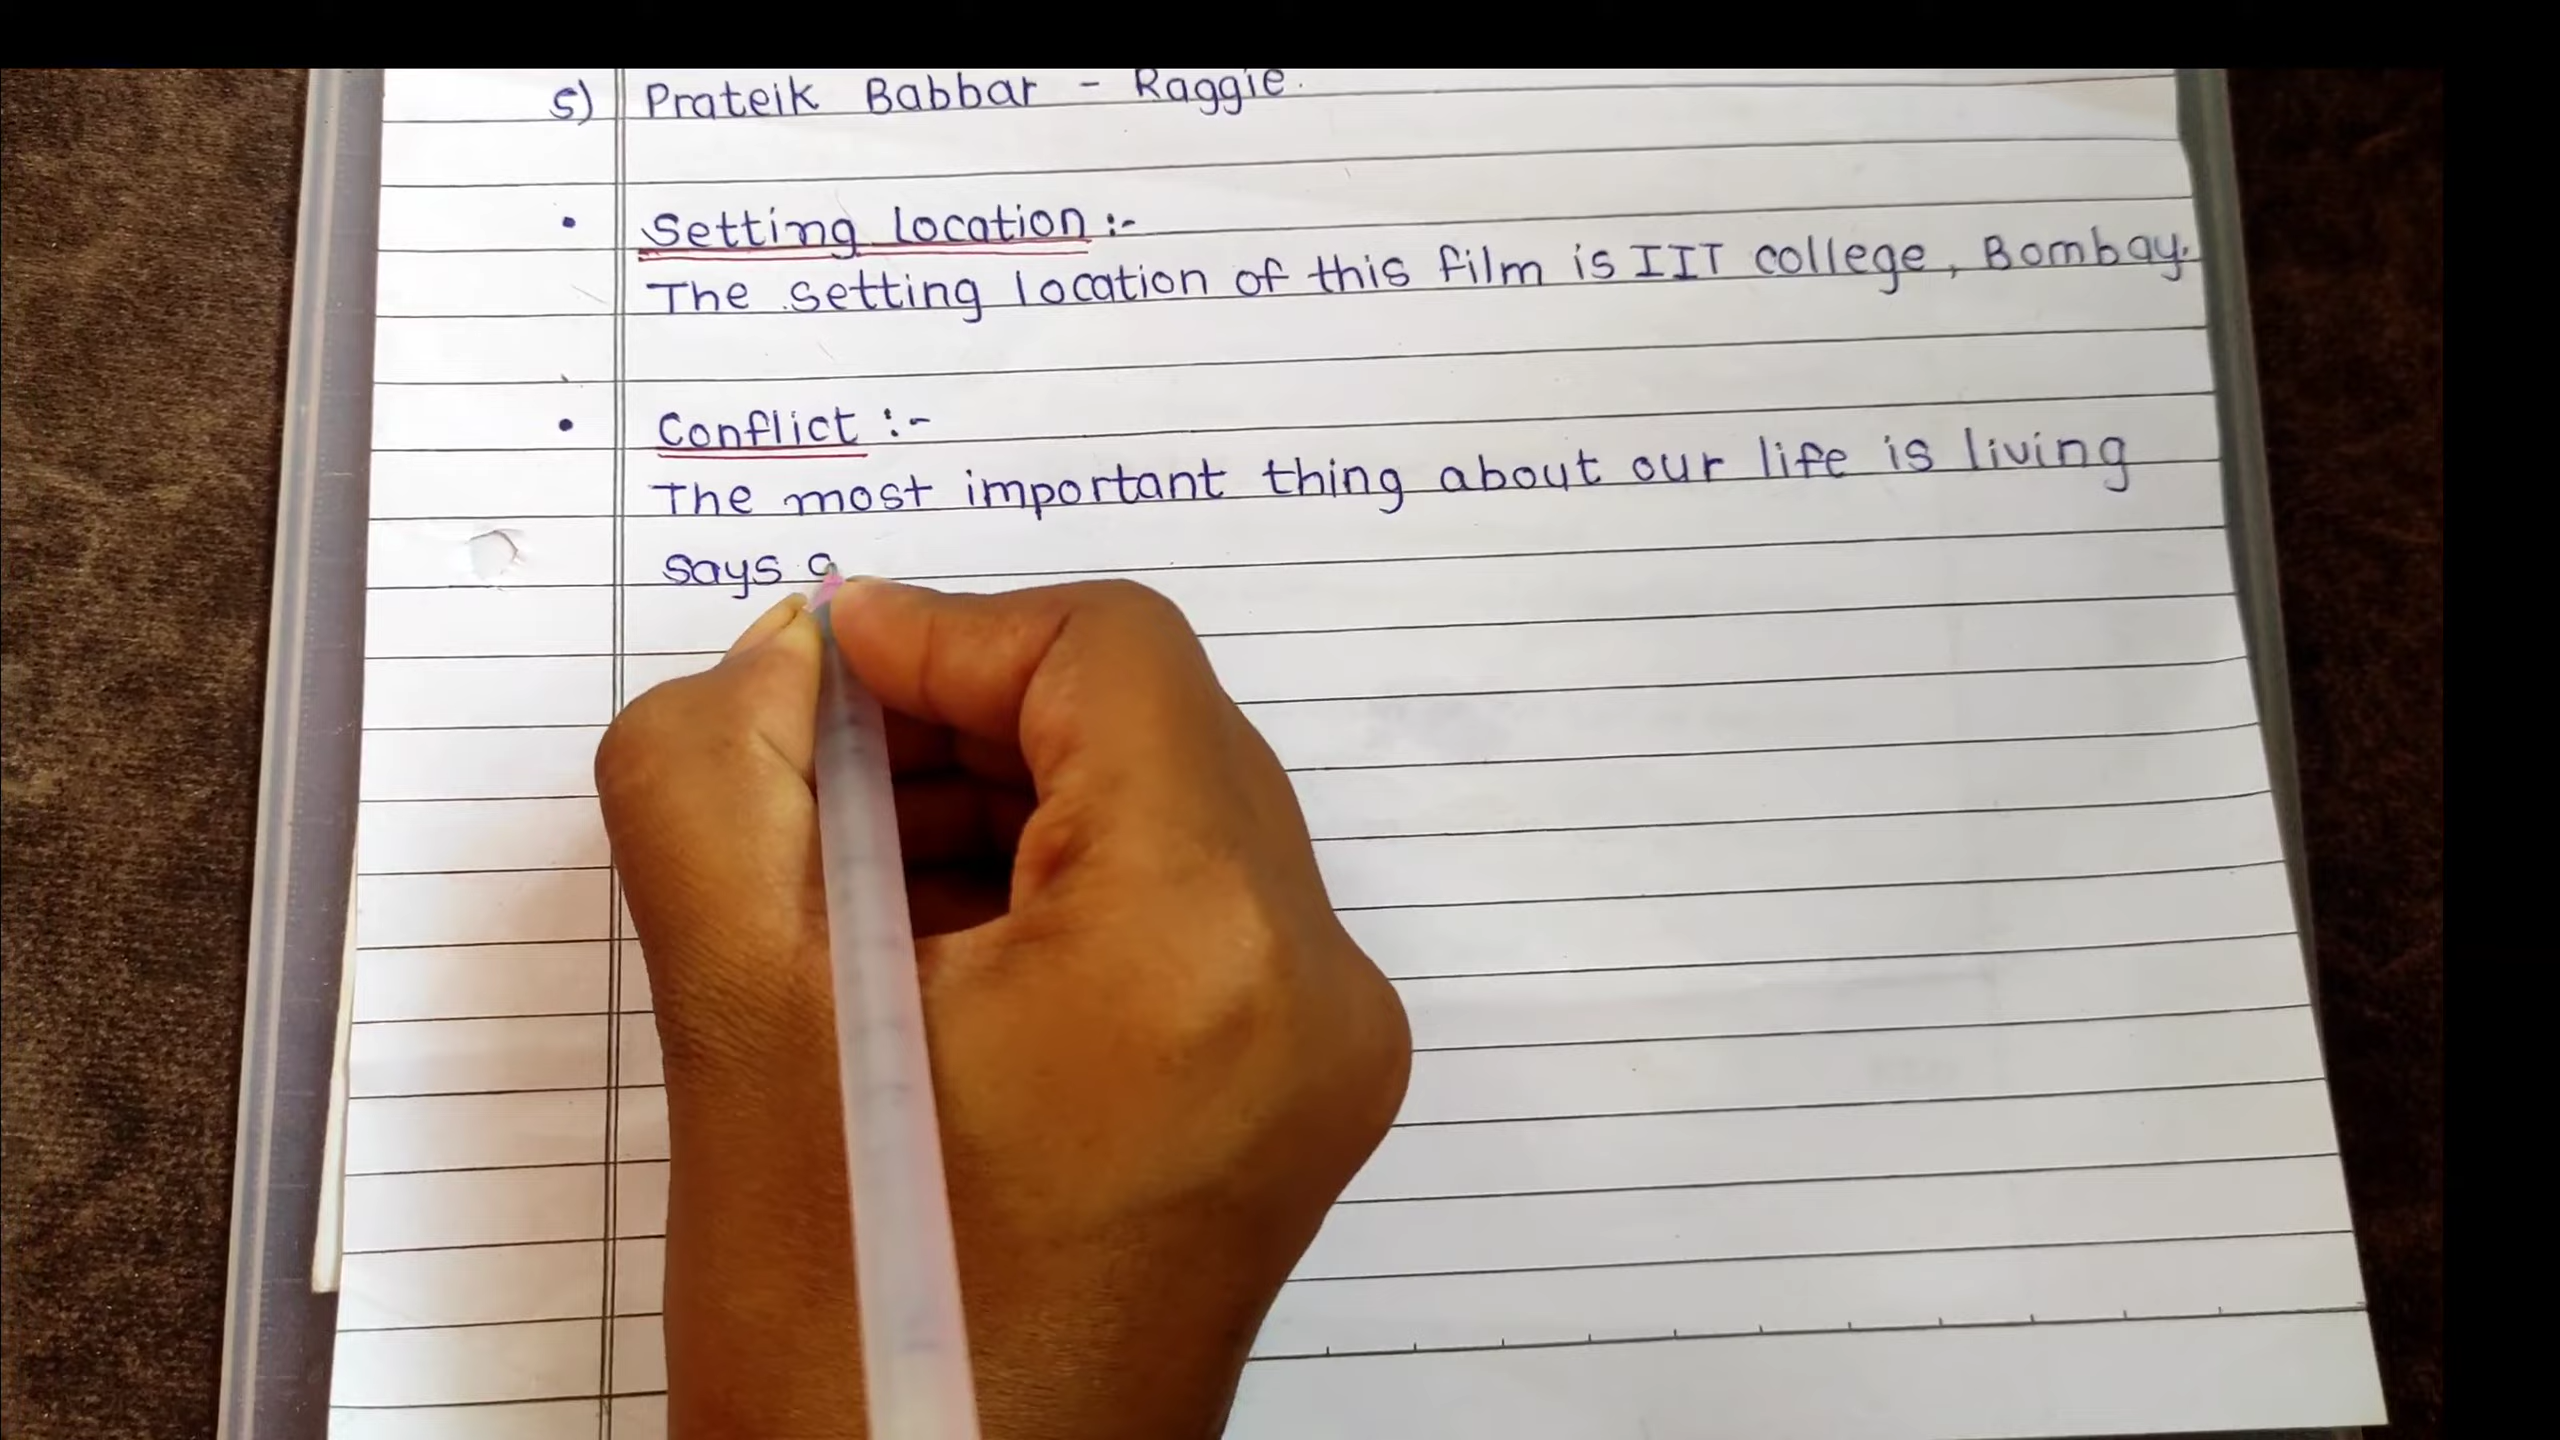 5) Prateik Babbar - Raggie.
• Setting location :-
The setting location of this film is IIT college, Bombay.
• Conflict :-
The most important thing about our life is living
says